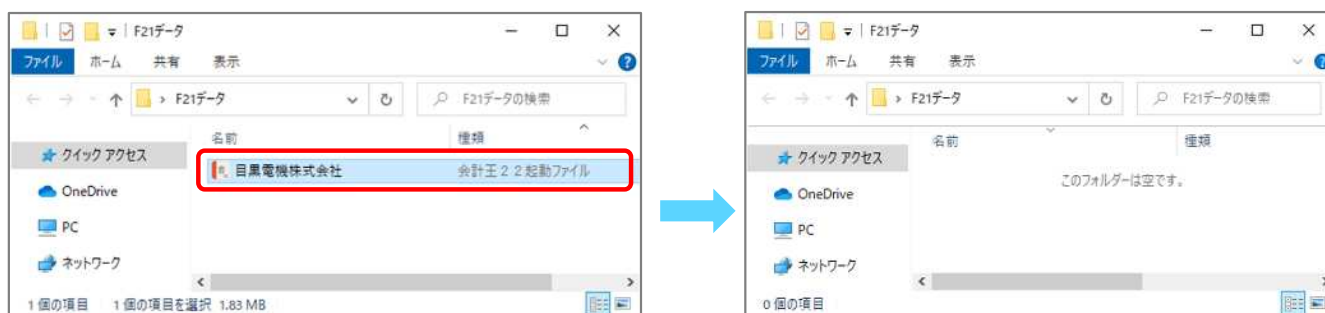 F21データ
ファイル ホーム 共有 表示
F21データ F21データの検索
名前 種類
クイック アクセス
目黒電機株式会社 会計王22起動ファイル
OneDrive
PC
ネットワーク
1 個の項目 1 個の項目を選択 1.83 MB
F21データ
ファイル ホーム 共有 表示
F21データ F21データの検索
名前 種類
クイック アクセス
このフォルダーは空です。
OneDrive
PC
ネットワーク
0 個の項目